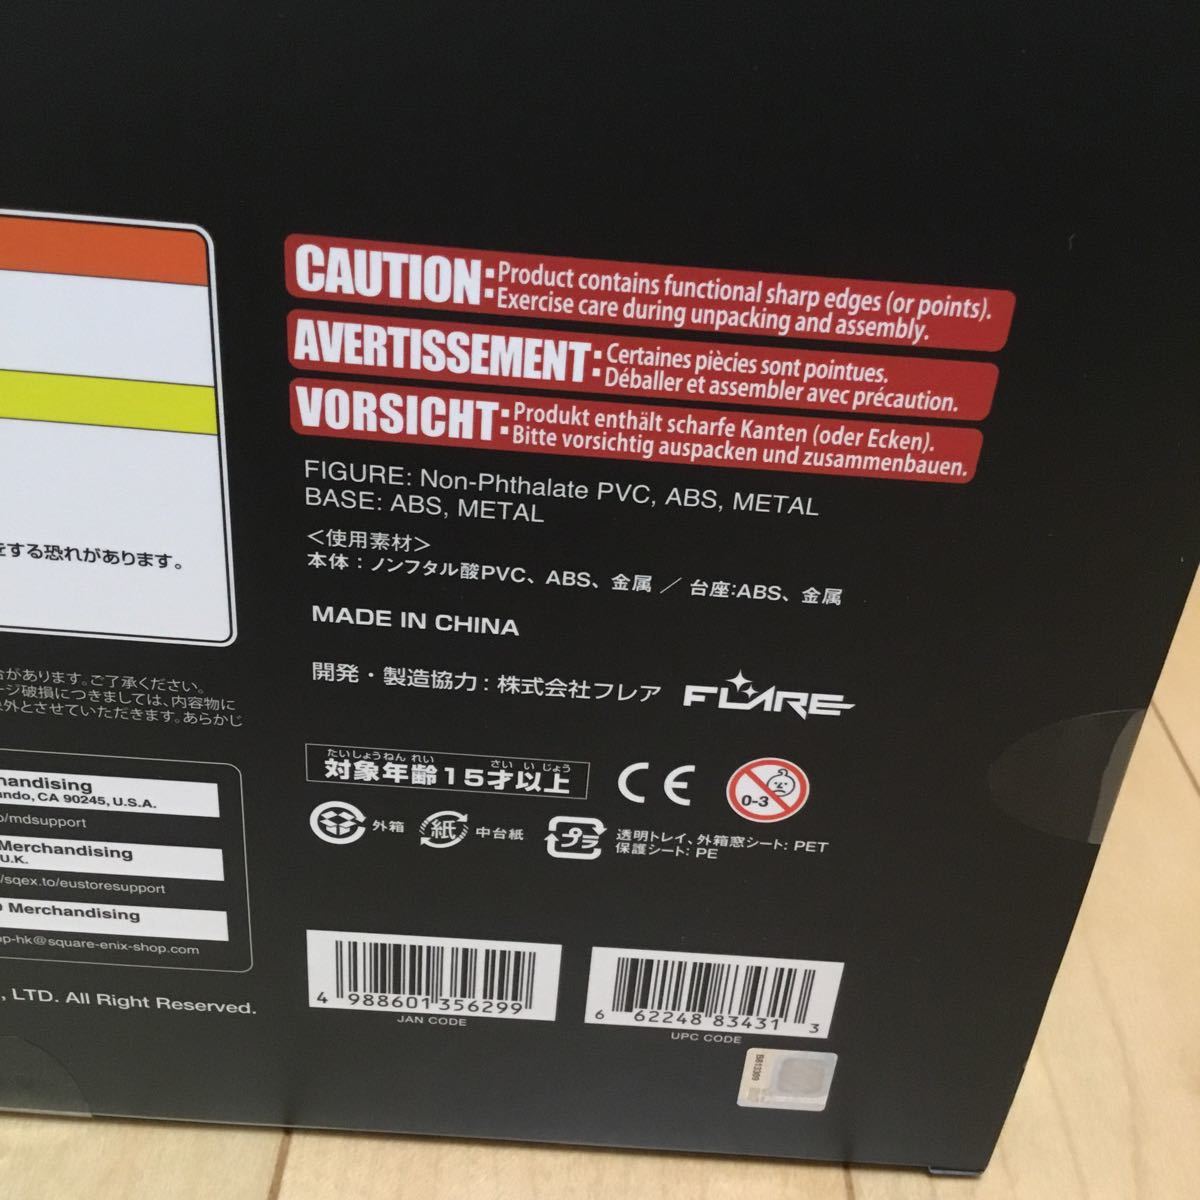 CAUTION: Product contains functional sharp edges (or points).
Exercise care during unpacking and assembly.
AVERTISSEMENT: Certaines pièces sont pointues.
Déballer et assembler avec précaution.
VORSICHT: Produkt enthält scharfe Kanten (oder Ecken).
Bitte vorsichtig auspacken und zusammenbauen.
FIGURE: Non-Phthalate PVC, ABS, METAL
BASE: ABS, METAL
<使用素材>
本体：ノンフタル酸PVC、ABS、金属 ／ 台座:ABS、金属
MADE IN CHINA
開発・製造協力：株式会社フレア FLARE
たいしょうねんれい さいいじょう
対象年齢15才以上
CE
0-3
外箱
紙 中台紙
プラ 透明トレイ、外箱窓シート: PET
保護シート: PE
4 988601 356299
JAN CODE
6 62248 83431 3
UPC CODE
をする恐れがあります。
合があります。ご了承ください。
ージ破損につきましては、内容物に
象外とさせていただきます。あらかじ
handising
undo, CA 90245, U.S.A.
o/mdsupport
Merchandising
U.K.
/sqex.to/eustoresupport
Merchandising
op-hk@square-enix-shop.com
, LTD. All Right Reserved.